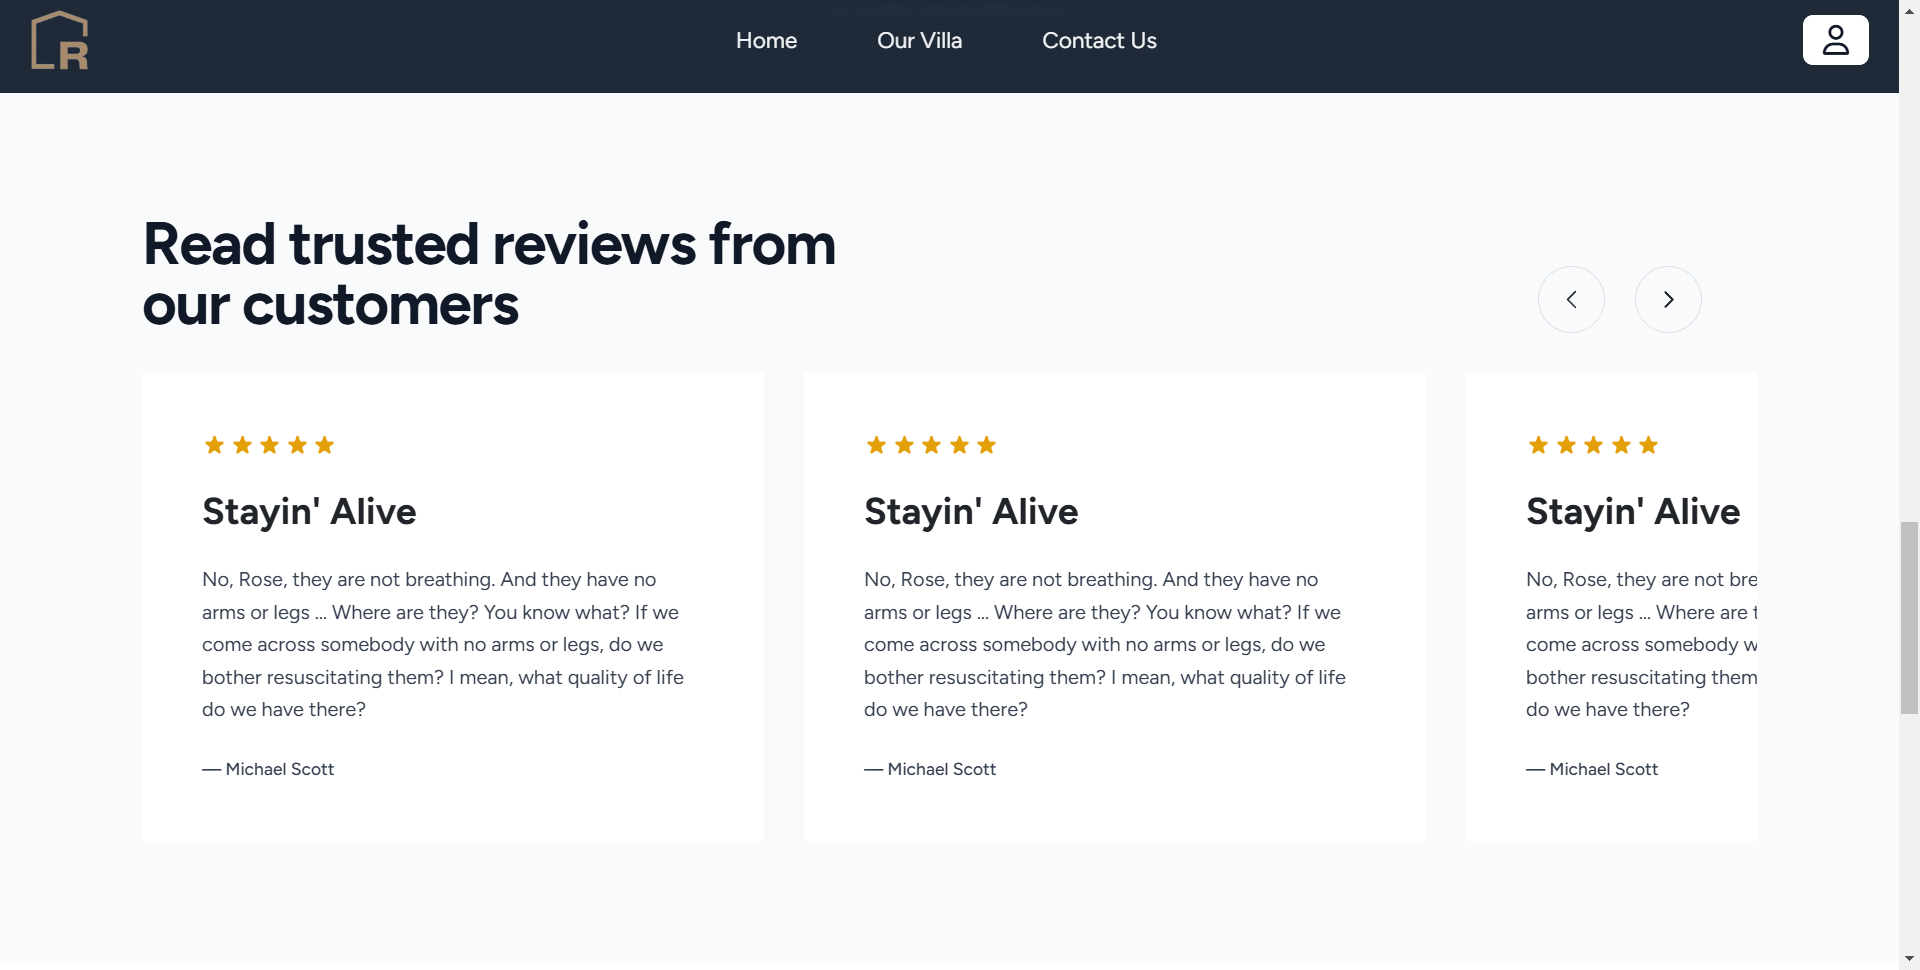 R
Home Our Villa Contact Us
Read trusted reviews from
our customers
Stayin' Alive
No, Rose, they are not breathing. And they have no
arms or legs ... Where are they? You know what? If we
come across somebody with no arms or legs, do we
bother resuscitating them? I mean, what quality of life
do we have there?
— Michael Scott
Stayin' Alive
No, Rose, they are not breathing. And they have no
arms or legs ... Where are they? You know what? If we
come across somebody with no arms or legs, do we
bother resuscitating them? I mean, what quality of life
do we have there?
— Michael Scott
Stayin' Alive
No, Rose, they are not bre
arms or legs ... Where are t
come across somebody w
bother resuscitating them
do we have there?
— Michael Scott